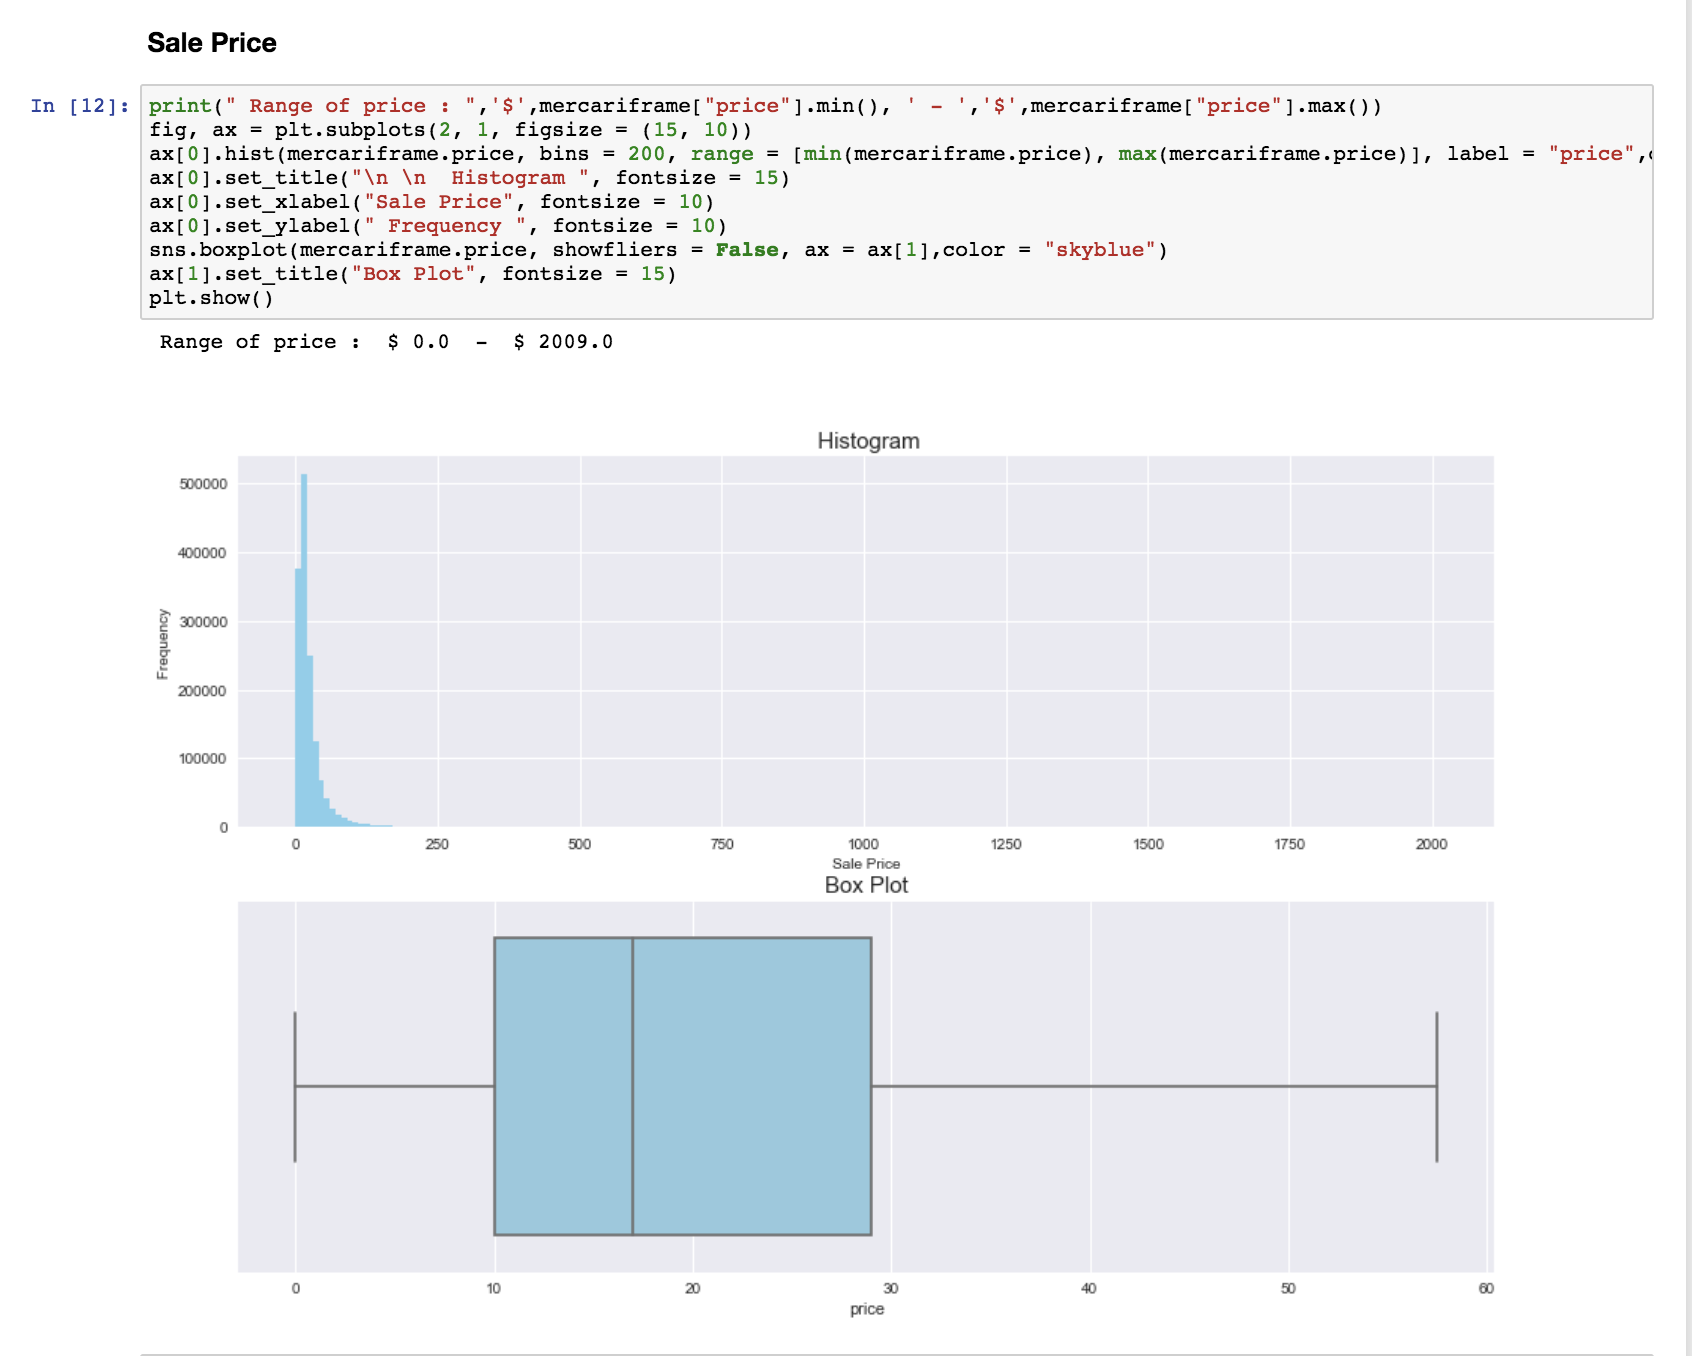 Sale Price
In [12]: print(" Range of price : ",'$',mercariframe["price"].min(), ' - ','$',mercariframe["price"].max())
fig, ax = plt.subplots(2, 1, figsize = (15, 10))
ax[0].hist(mercariframe.price, bins = 200, range = [min(mercariframe.price), max(mercariframe.price)], label = "price",
ax[0].set_title("\n \n  Histogram ", fontsize = 15)
ax[0].set_xlabel("Sale Price", fontsize = 10)
ax[0].set_ylabel(" Frequency ", fontsize = 10)
sns.boxplot(mercariframe.price, showfliers = False, ax = ax[1],color = "skyblue")
ax[1].set_title("Box Plot", fontsize = 15)
plt.show()
Range of price :  $ 0.0  -  $ 2009.0
Histogram
500000
400000
300000
200000
100000
0
Frequency
0 250 500 750 1000 1250 1500 1750 2000
Sale Price
Box Plot
0 10 20 30 40 50 60
price